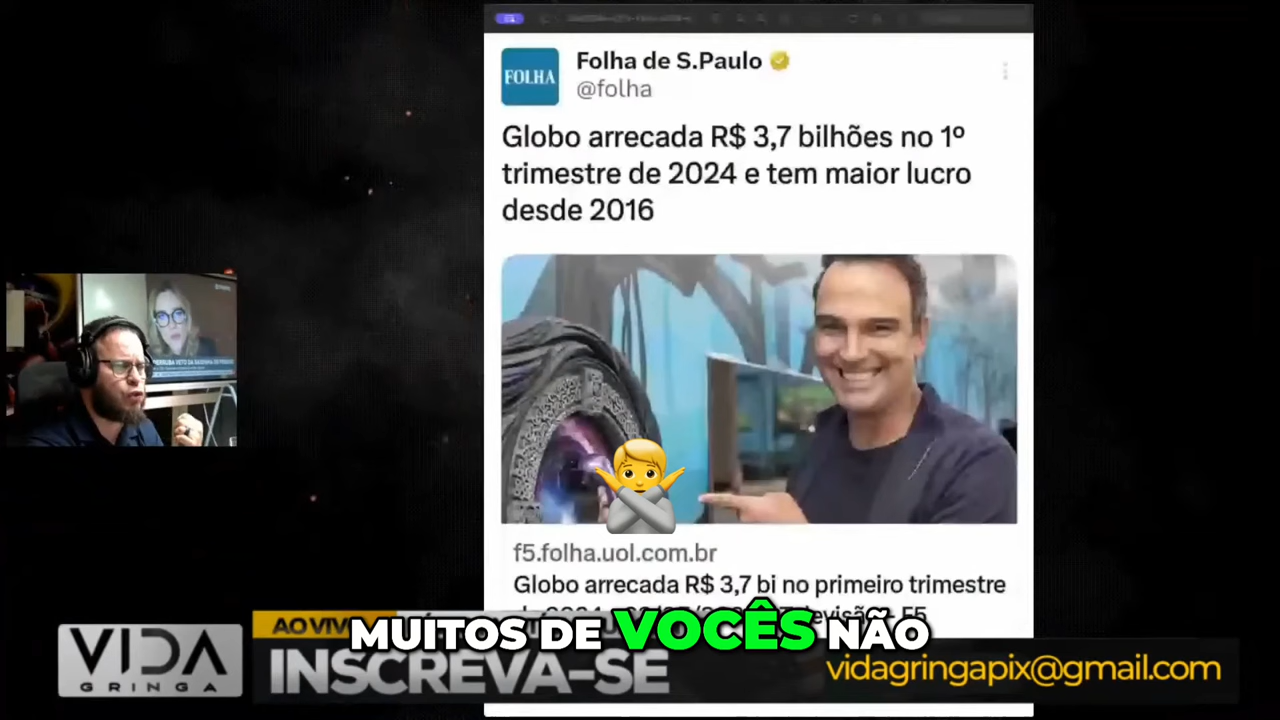 FOLHA
Folha de S.Paulo
@folha
Globo arrecada R$ 3,7 bilhões no 1º
trimestre de 2024 e tem maior lucro
desde 2016
f5.folha.uol.com.br
Globo arrecada R$ 3,7 bi no primeiro trimestre
AO VIVO
MUITOS DE VOCÊS NÃO
VIDA
GRINGA
INSCREVA-SE
vidagringapix@gmail.com